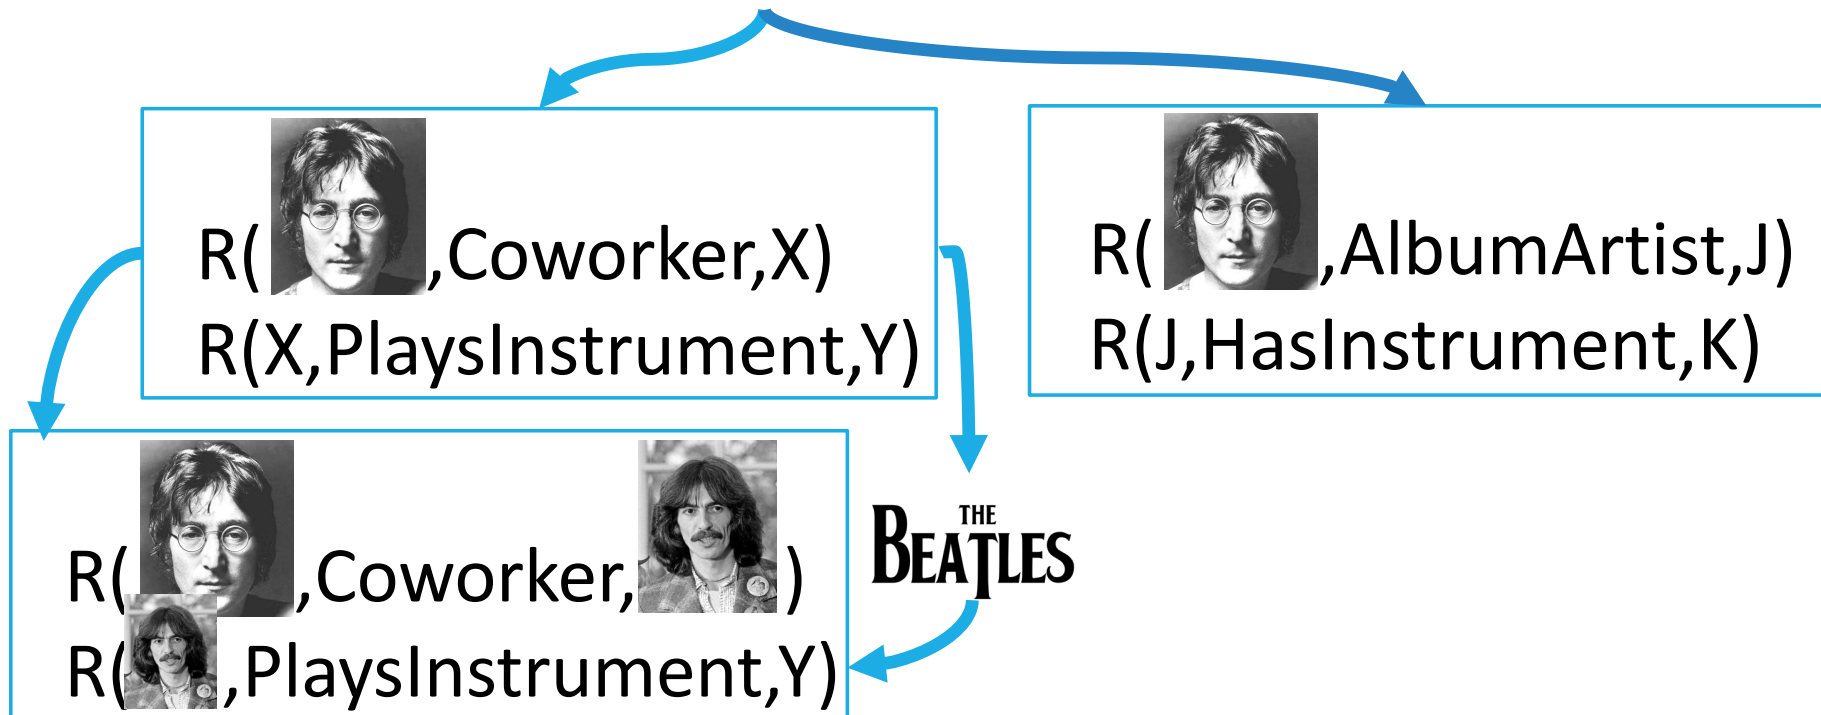 R( ,Coworker,X)
R(X,PlaysInstrument,Y)
R( ,AlbumArtist,J)
R(J,HasInstrument,K)
R( ,Coworker, )
R( ,PlaysInstrument,Y)
THE
BEATLES